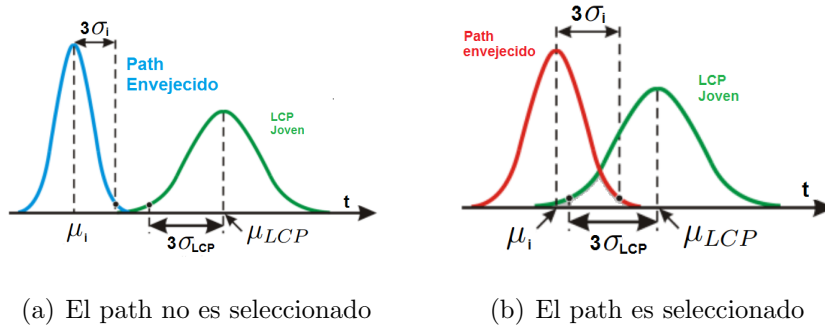 3σi
Path
Envejecido
LCP
Joven
t
μi
3σLCP
μLCP
(a) El path no es seleccionado
3σi
Path
envejecido
LCP
Joven
t
μi
3σLCP
μLCP
(b) El path es seleccionado